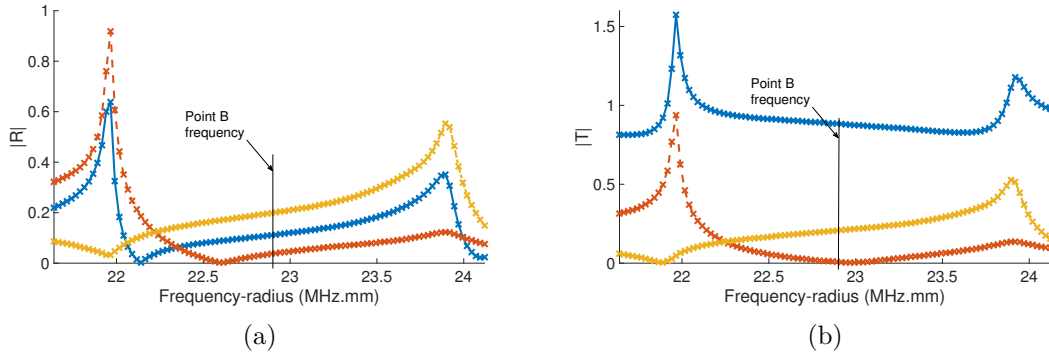 1
0.8
0.6
0.4
0.2
0
|R|
Point B
frequency
22
22.5
23
23.5
24
Frequency-radius (MHz.mm)
(a)
1.5
1
0.5
0
|T|
Point B
frequency
22
22.5
23
23.5
24
Frequency-radius (MHz.mm)
(b)